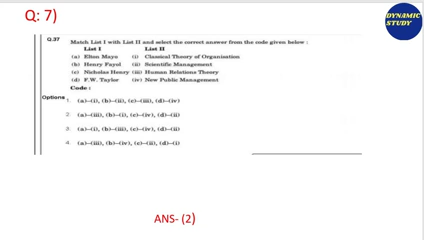 Q: 7)
DYNAMIC
STUDY
Q.37
Match List I with List II and select the correct answer from the code given below :
List I List II
(a) Elton Mayo (i) Classical Theory of Organisation
(b) Henry Fayol (ii) Scientific Management
(c) Nicholas Henry (iii) Human Relations Theory
(d) F.W. Taylor (iv) New Public Management
Code :
Options
1. (a)–(i), (b)–(ii), (c)–(iii), (d)–(iv)
2 (a)–(iii), (b)–(i), (c)–(iv), (d)–(ii)
3 (a)–(i), (b)–(iii), (c)–(iv), (d)–(ii)
4. (a)–(iii), (b)–(iv), (c)–(ii), (d)–(i)
ANS- (2)